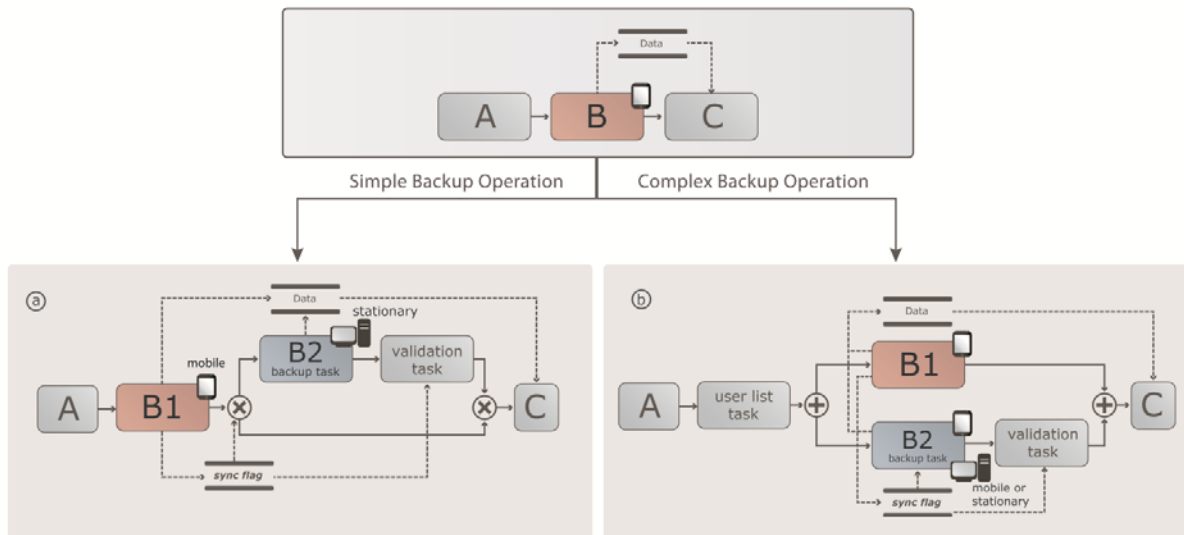 Data
A
B
C
Simple Backup Operation
Complex Backup Operation
a
Data
stationary
B2
backup task
validation
task
mobile
A
B1
C
sync flag
b
Data
B1
A
user list
task
C
B2
backup task
validation
task
mobile or
stationary
sync flag